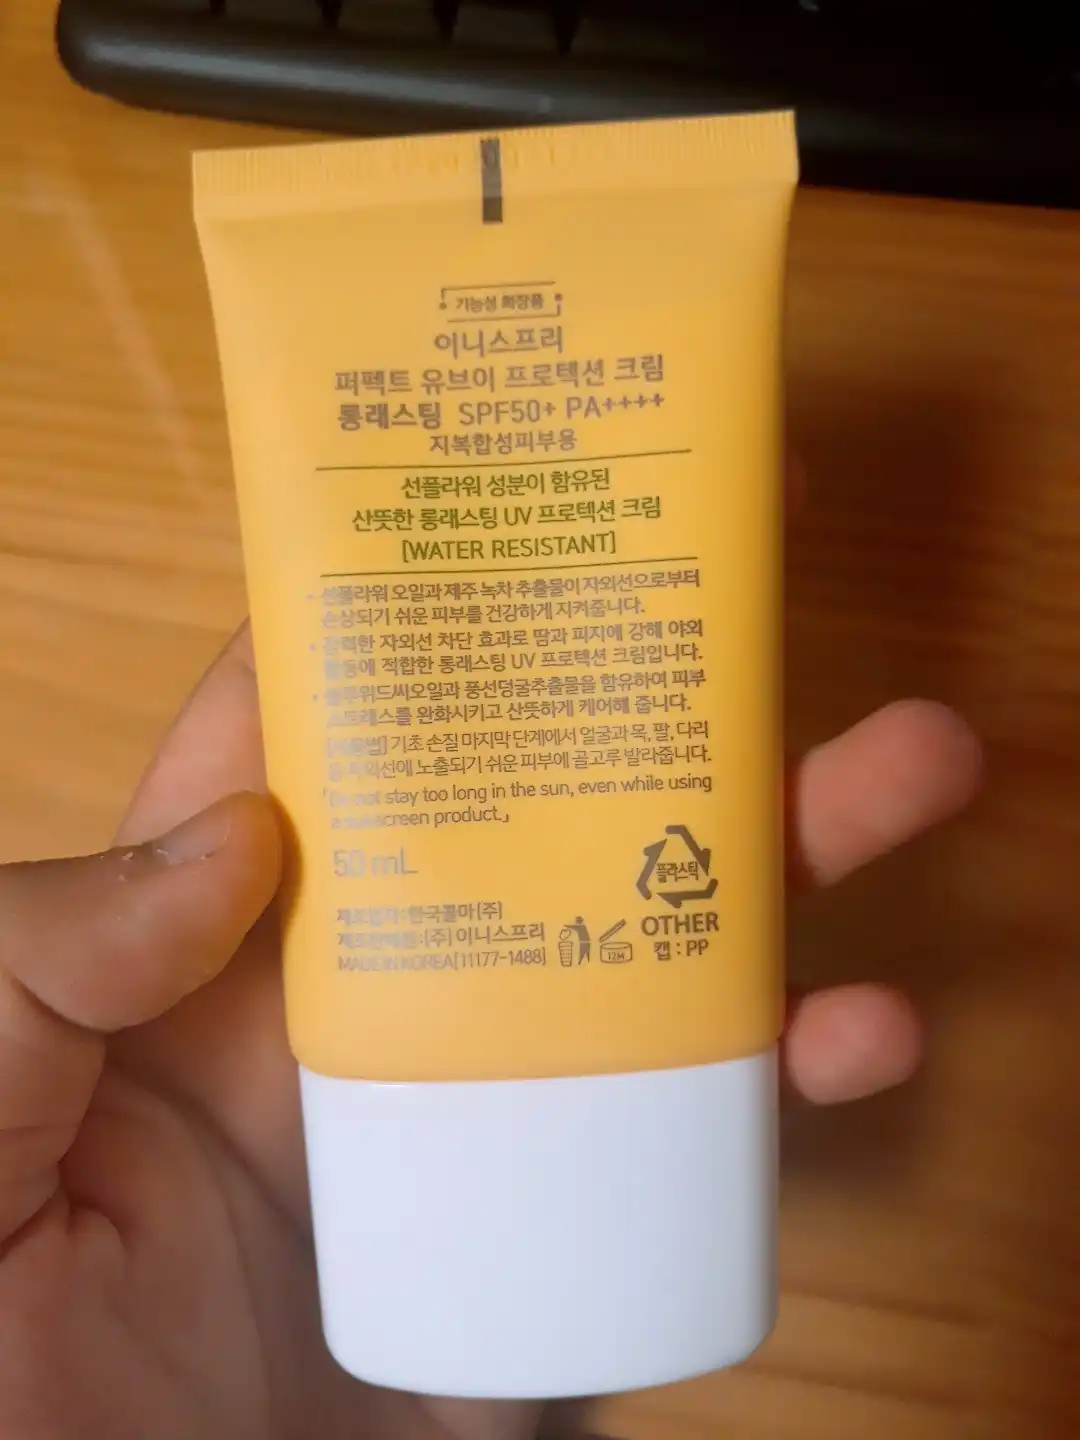 기능성 화장품
이니스프리
퍼펙트 유브이 프로텍션 크림
롱래스팅 SPF50+ PA++++
지복합성피부용
선플라워 성분이 함유된
산뜻한 롱래스팅 UV 프로텍션 크림
[WATER RESISTANT]
• 선플라워 오일과 제주 녹차 추출물이 자외선으로부터
손상되기 쉬운 피부를 건강하게 지켜줍니다.
• 강력한 자외선 차단 효과로 땀과 피지에 강해 야외
활동에 적합한 롱래스팅 UV 프로텍션 크림입니다.
• 풍선덩굴추출물을 함유하여 피부
스트레스를 완화시키고 산뜻하게 케어해 줍니다.
[사용법] 기초 손질 마지막 단계에서 얼굴과 목, 팔, 다리
등 자외선에 노출되기 쉬운 피부에 골고루 발라줍니다.
「Do not stay too long in the sun, even while using
a sunscreen product.」
50 mL
제조업자 : 한국콜마(주)
제조판매원 : (주) 이니스프리
MADE IN KOREA[11177-1488]
12M
플라스틱
OTHER
캡 : PP